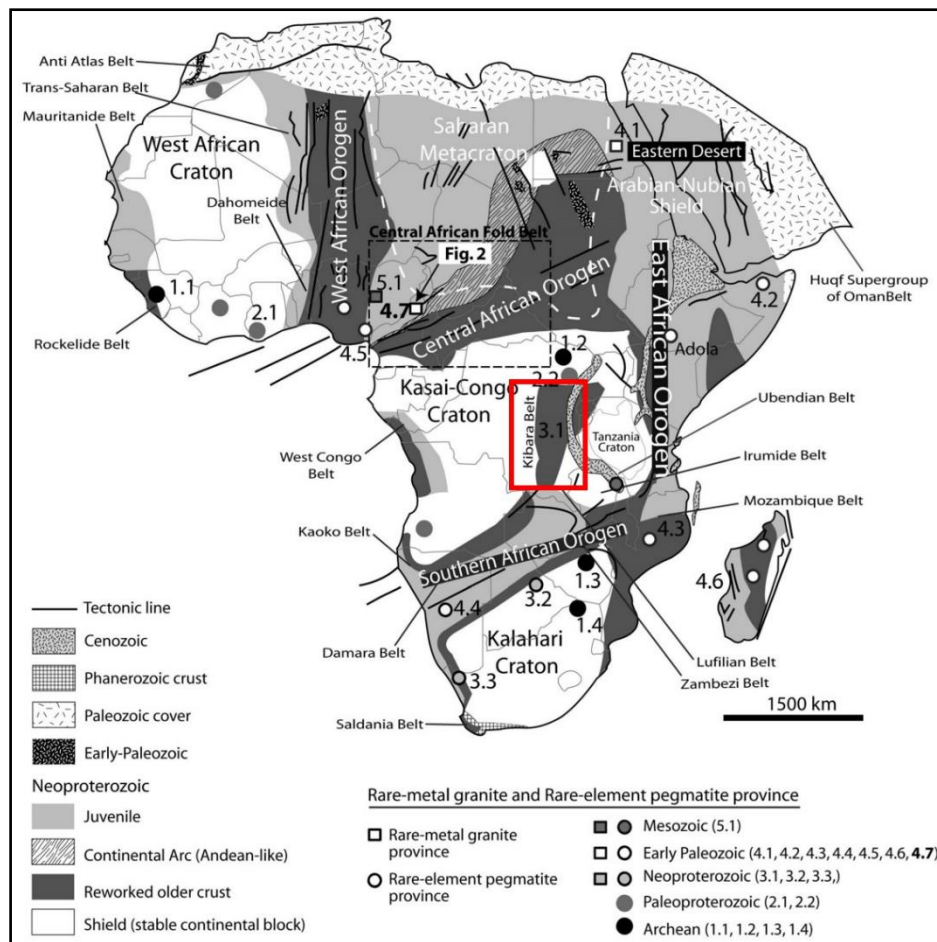 Anti Atlas Belt
Trans-Saharan Belt
Mauritanide Belt
West African
Craton
Dahomeide
Belt
West African Orogen
Saharan
Metacraton
4.1
Eastern Desert
Arabian-Nubian
Shield
Central African Fold Belt
Fig. 2
5.1
4.7
Central African Orogen
East African Orogen
Huqf Supergroup
of OmanBelt
4.2
1.1
2.1
Rockelide Belt
4.5
1.2
2.2
Adola
Kasai-Congo
Craton
Kibara Belt
3.1
Tanzania
Craton
Ubendian Belt
West Congo
Belt
Irumide Belt
Mozambique Belt
Kaoko Belt
Southern African Orogen
4.3
1.3
3.2
4.6
4.4
1.4
Damara Belt
Kalahari
Craton
Lufilian Belt
Zambezi Belt
3.3
Saldania Belt
1500 km
Tectonic line
Cenozoic
Phanerozoic crust
Paleozoic cover
Early-Paleozoic
Neoproterozoic
Juvenile
Continental Arc (Andean-like)
Reworked older crust
Shield (stable continental block)
Rare-metal granite and Rare-element pegmatite province
Rare-metal granite
province
Rare-element pegmatite
province
Mesozoic (5.1)
Early Paleozoic (4.1, 4.2, 4.3, 4.4, 4.5, 4.6, 4.7)
Neoproterozoic (3.1, 3.2, 3.3,)
Paleoproterozoic (2.1, 2.2)
Archean (1.1, 1.2, 1.3, 1.4)